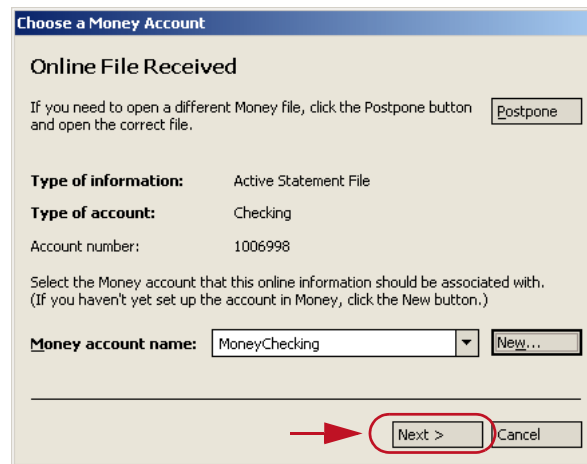 Choose a Money Account
Online File Received
If you need to open a different Money file, click the Postpone button
and open the correct file.
Postpone
Type of information: Active Statement File
Type of account: Checking
Account number: 1006998
Select the Money account that this online information should be associated with.
(If you haven't yet set up the account in Money, click the New button.)
Money account name: MoneyChecking New...
Next > Cancel